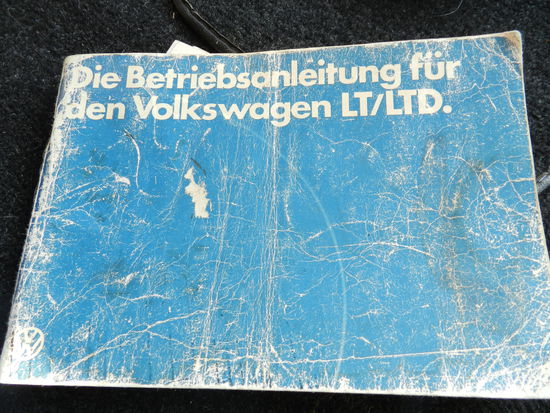 Die Betriebsanleitung für
den Volkswagen LT/LTD.